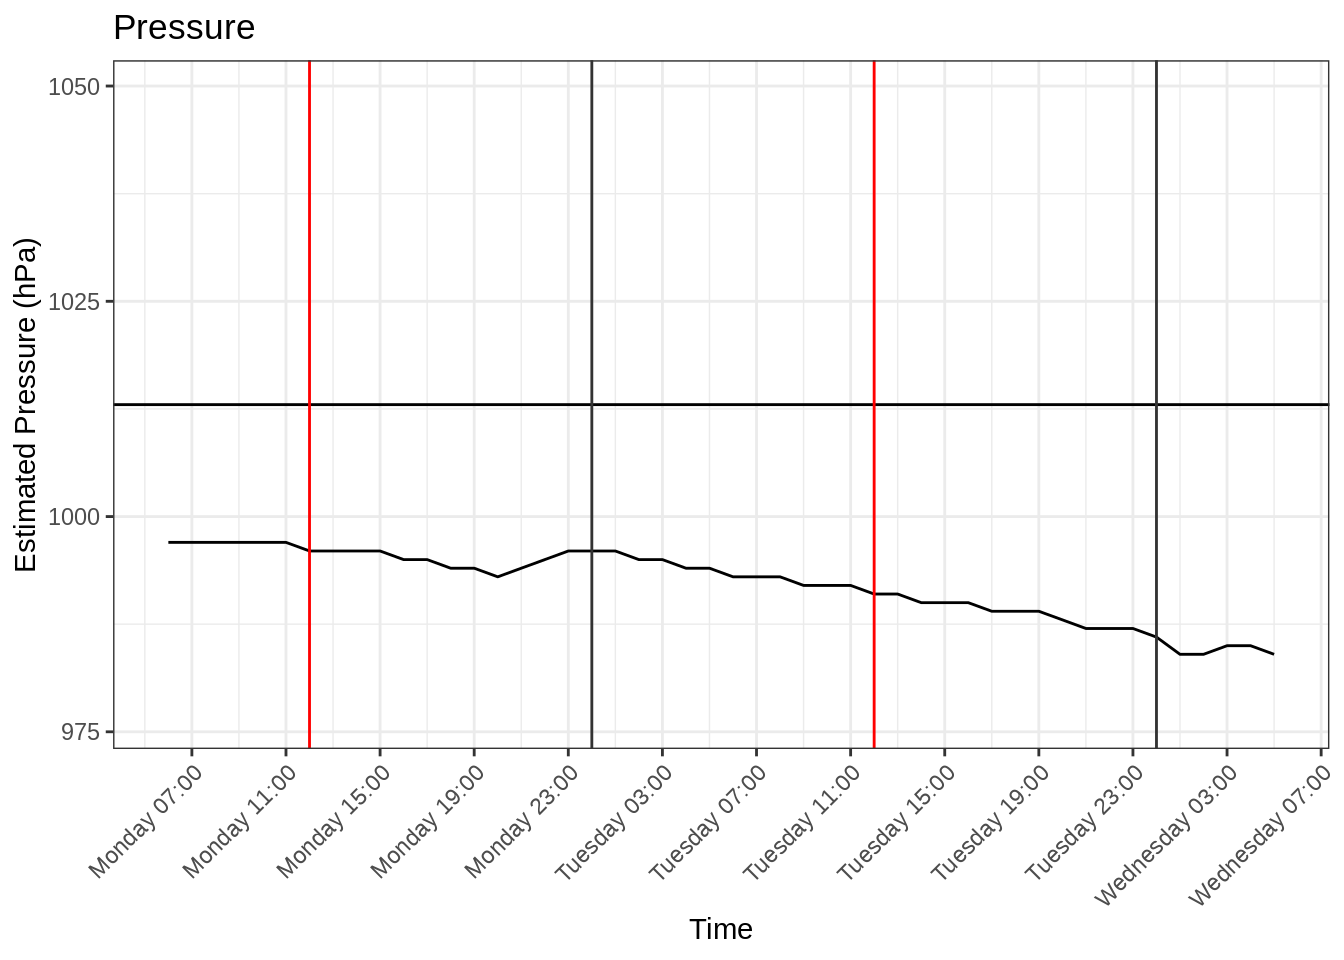 Pressure
Estimated Pressure (hPa)
1050
1025
1000
975
Monday 07:00
Monday 11:00
Monday 15:00
Monday 19:00
Monday 23:00
Tuesday 03:00
Tuesday 07:00
Tuesday 11:00
Tuesday 15:00
Tuesday 19:00
Tuesday 23:00
Wednesday 03:00
Wednesday 07:00
Time